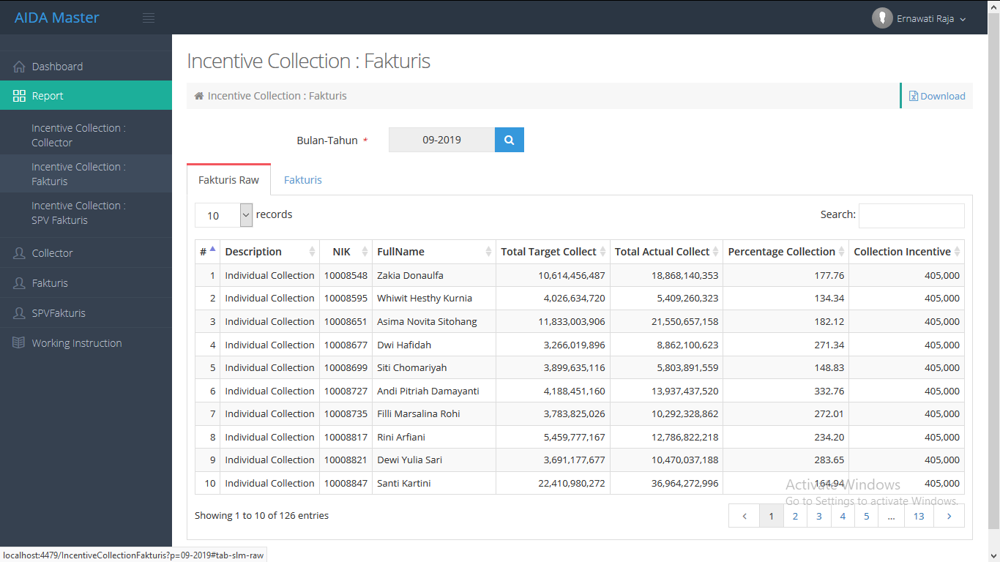 AIDA Master
Ernawati Raja
Dashboard
Report
Incentive Collection :
Collector
Incentive Collection :
Fakturis
Incentive Collection :
SPV Fakturis
Collector
Fakturis
SPVFakturis
Working Instruction
Incentive Collection : Fakturis
Incentive Collection : Fakturis
Download
Bulan-Tahun * 09-2019
Fakturis Raw Fakturis
10 records Search:
# Description NIK FullName Total Target Collect Total Actual Collect Percentage Collection Collection Incentive
1 Individual Collection 10008548 Zakia Donaulfa 10,614,456,487 18,868,140,353 177.76 405,000
2 Individual Collection 10008595 Whiwit Hesthy Kurnia 4,026,634,720 5,409,260,323 134.34 405,000
3 Individual Collection 10008651 Asima Novita Sitohang 11,833,003,906 21,550,657,158 182.12 405,000
4 Individual Collection 10008677 Dwi Hafidah 3,266,019,896 8,862,100,623 271.34 405,000
5 Individual Collection 10008699 Siti Chomariyah 3,899,635,116 5,803,891,559 148.83 405,000
6 Individual Collection 10008727 Andi Pitriah Damayanti 4,188,451,160 13,937,437,520 332.76 405,000
7 Individual Collection 10008735 Filli Marsalina Rohi 3,783,825,026 10,292,328,862 272.01 405,000
8 Individual Collection 10008817 Rini Arfiani 5,459,777,167 12,786,822,218 234.20 405,000
9 Individual Collection 10008821 Dewi Yulia Sari 3,691,177,677 10,470,037,188 283.65 405,000
10 Individual Collection 10008847 Santi Kartini 22,410,980,272 36,964,272,996 164.94 405,000
Activate Windows
Go to Settings to activate Windows.
Showing 1 to 10 of 126 entries
‹ 1 2 3 4 5 ... 13 ›
localhost:4479/IncentiveCollectionFakturis?p=09-2019#tab-slm-raw